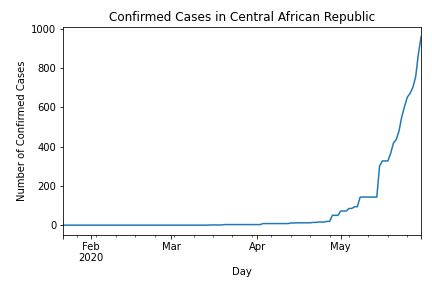 Confirmed Cases in Central African Republic
1000
800
600
400
200
0
Number of Confirmed Cases
Feb
2020
Mar
Apr
May
Day